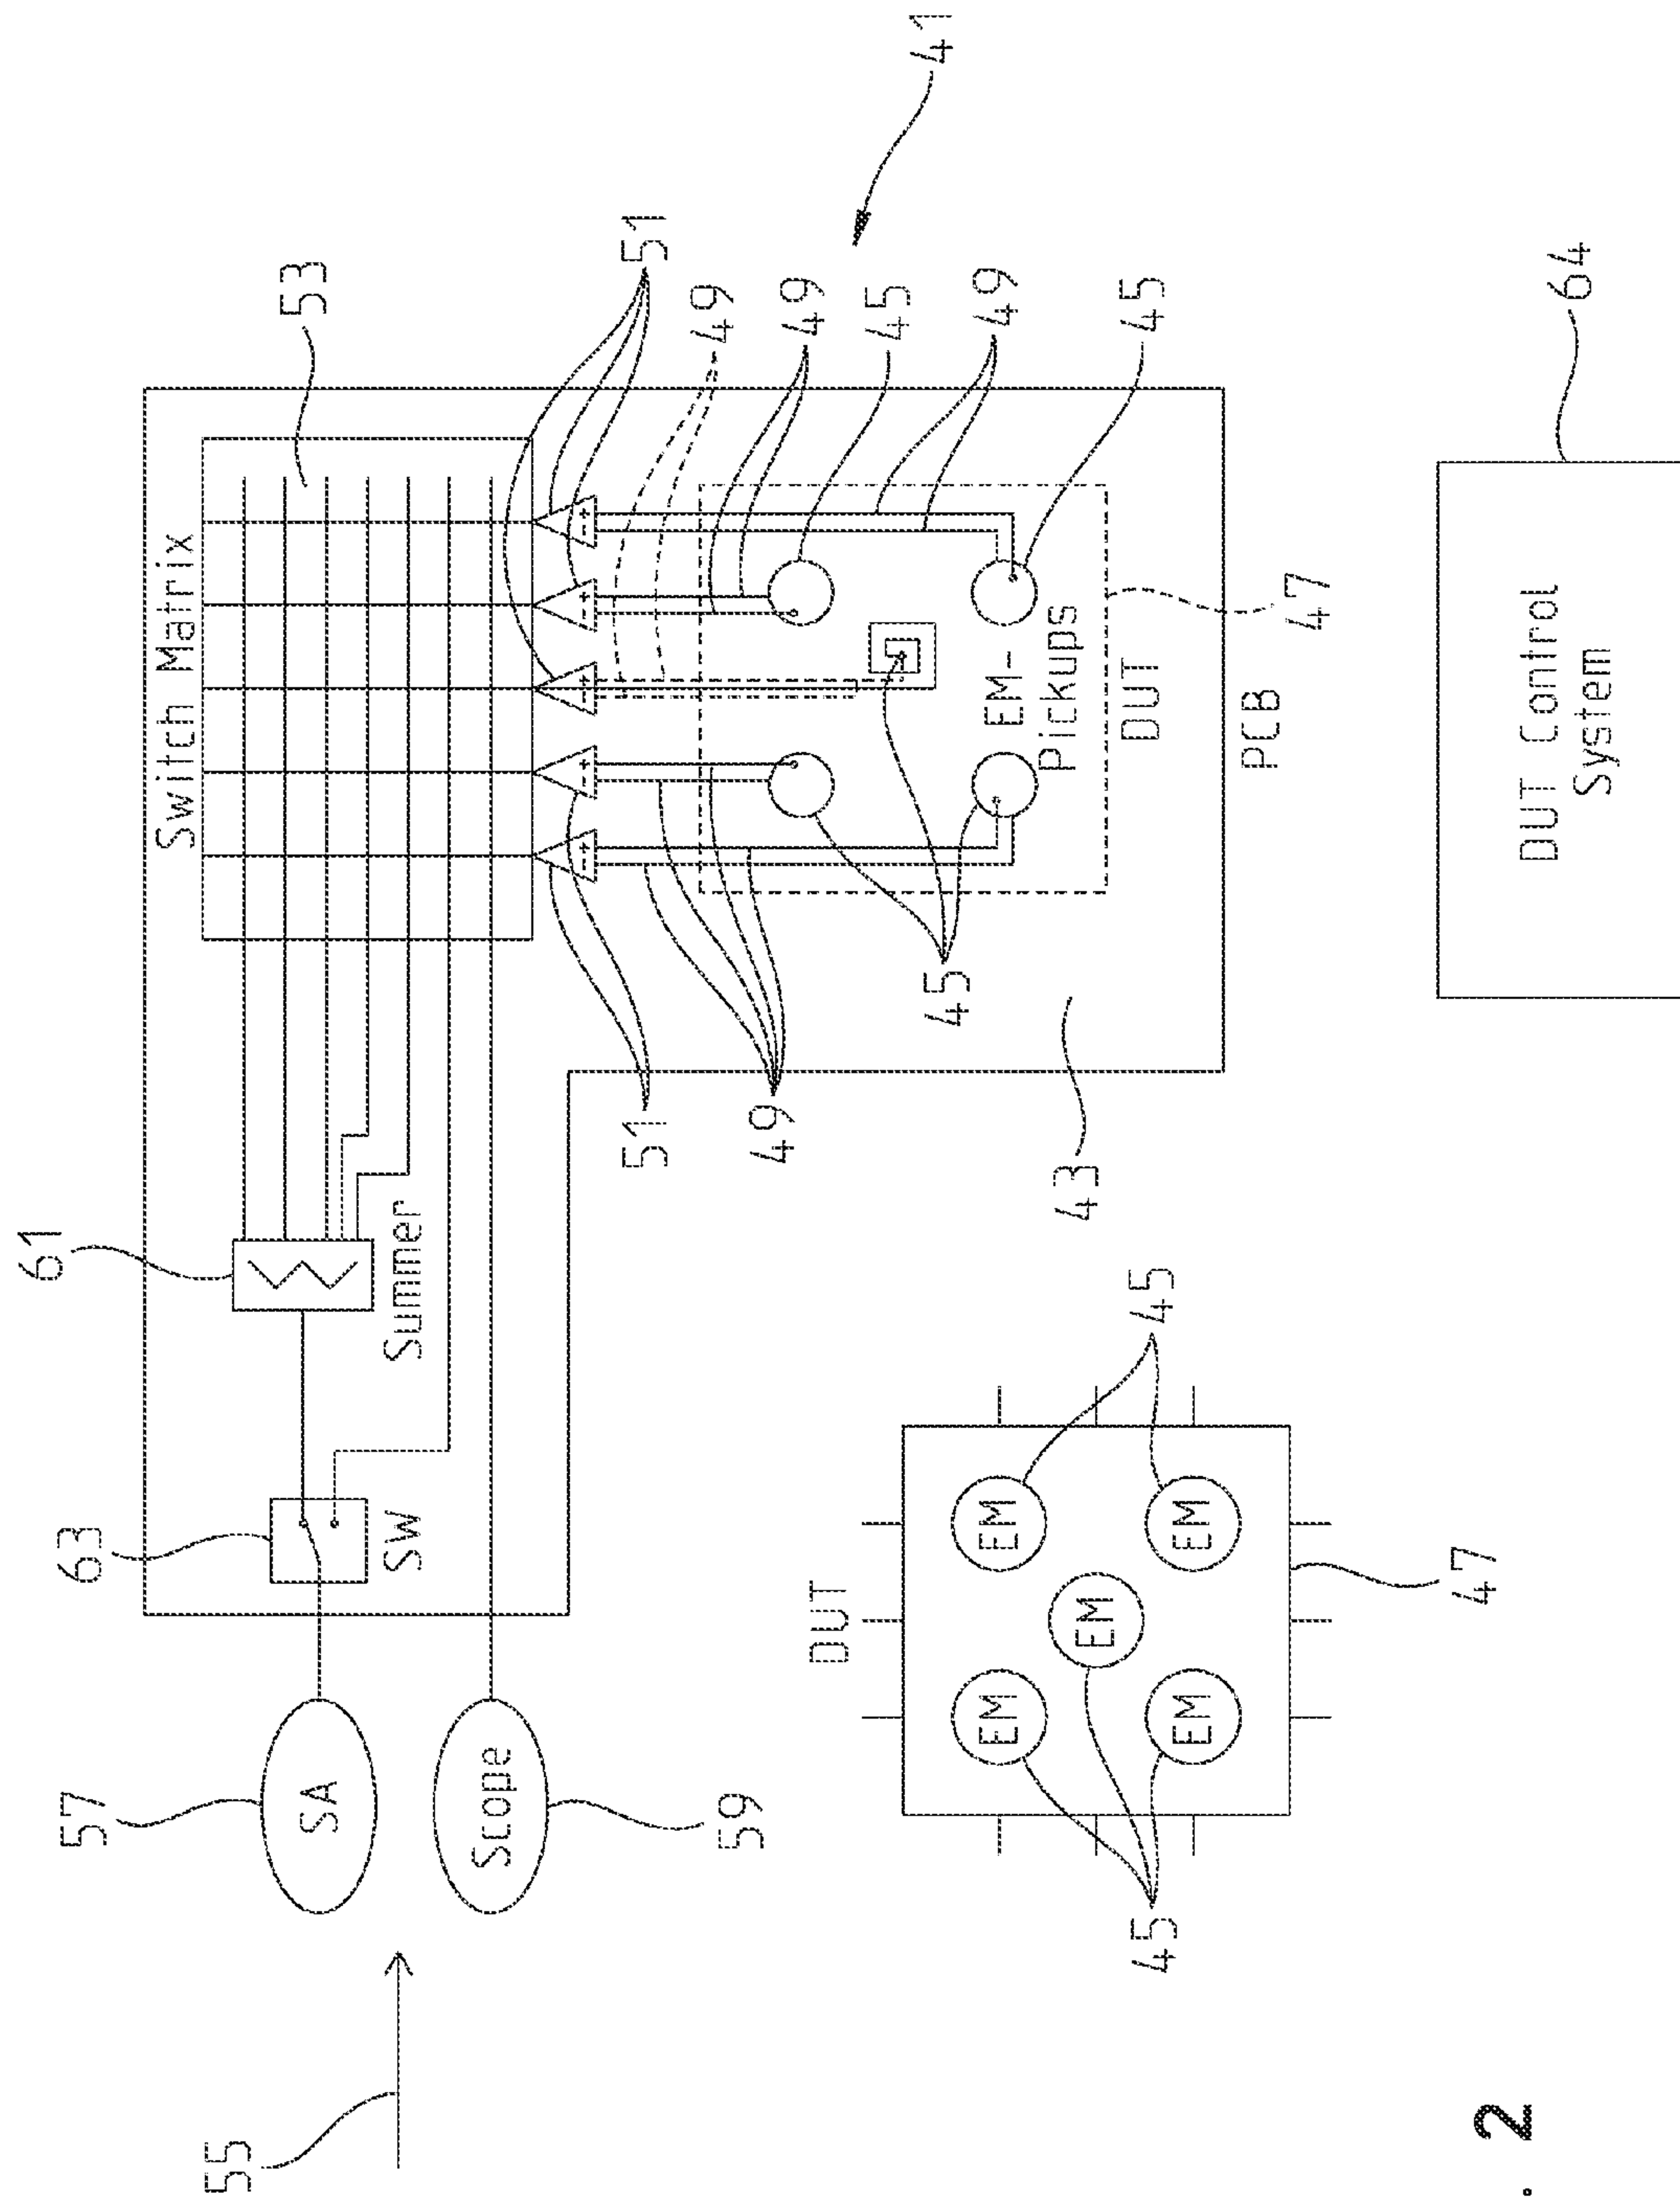 61
57
63
Switch Matrix
55
53
SA
SW
Summer
Scope
51
51
49
59
49
49
DUT
45
41
45
49
EM
EM
EM-
Pickups
43
EM
DUT
45
45
45
EM
EM
PCB
47
47
. 2
DUT Control
System
64